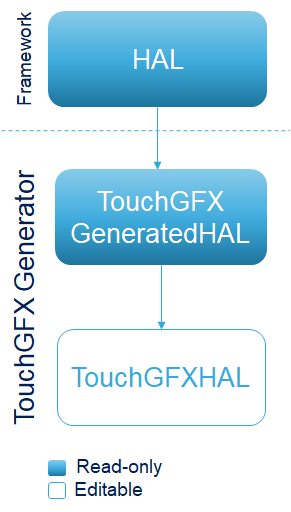 Framework
HAL
TouchGFX Generator
TouchGFX
GeneratedHAL
TouchGFXHAL
Read-only
Editable